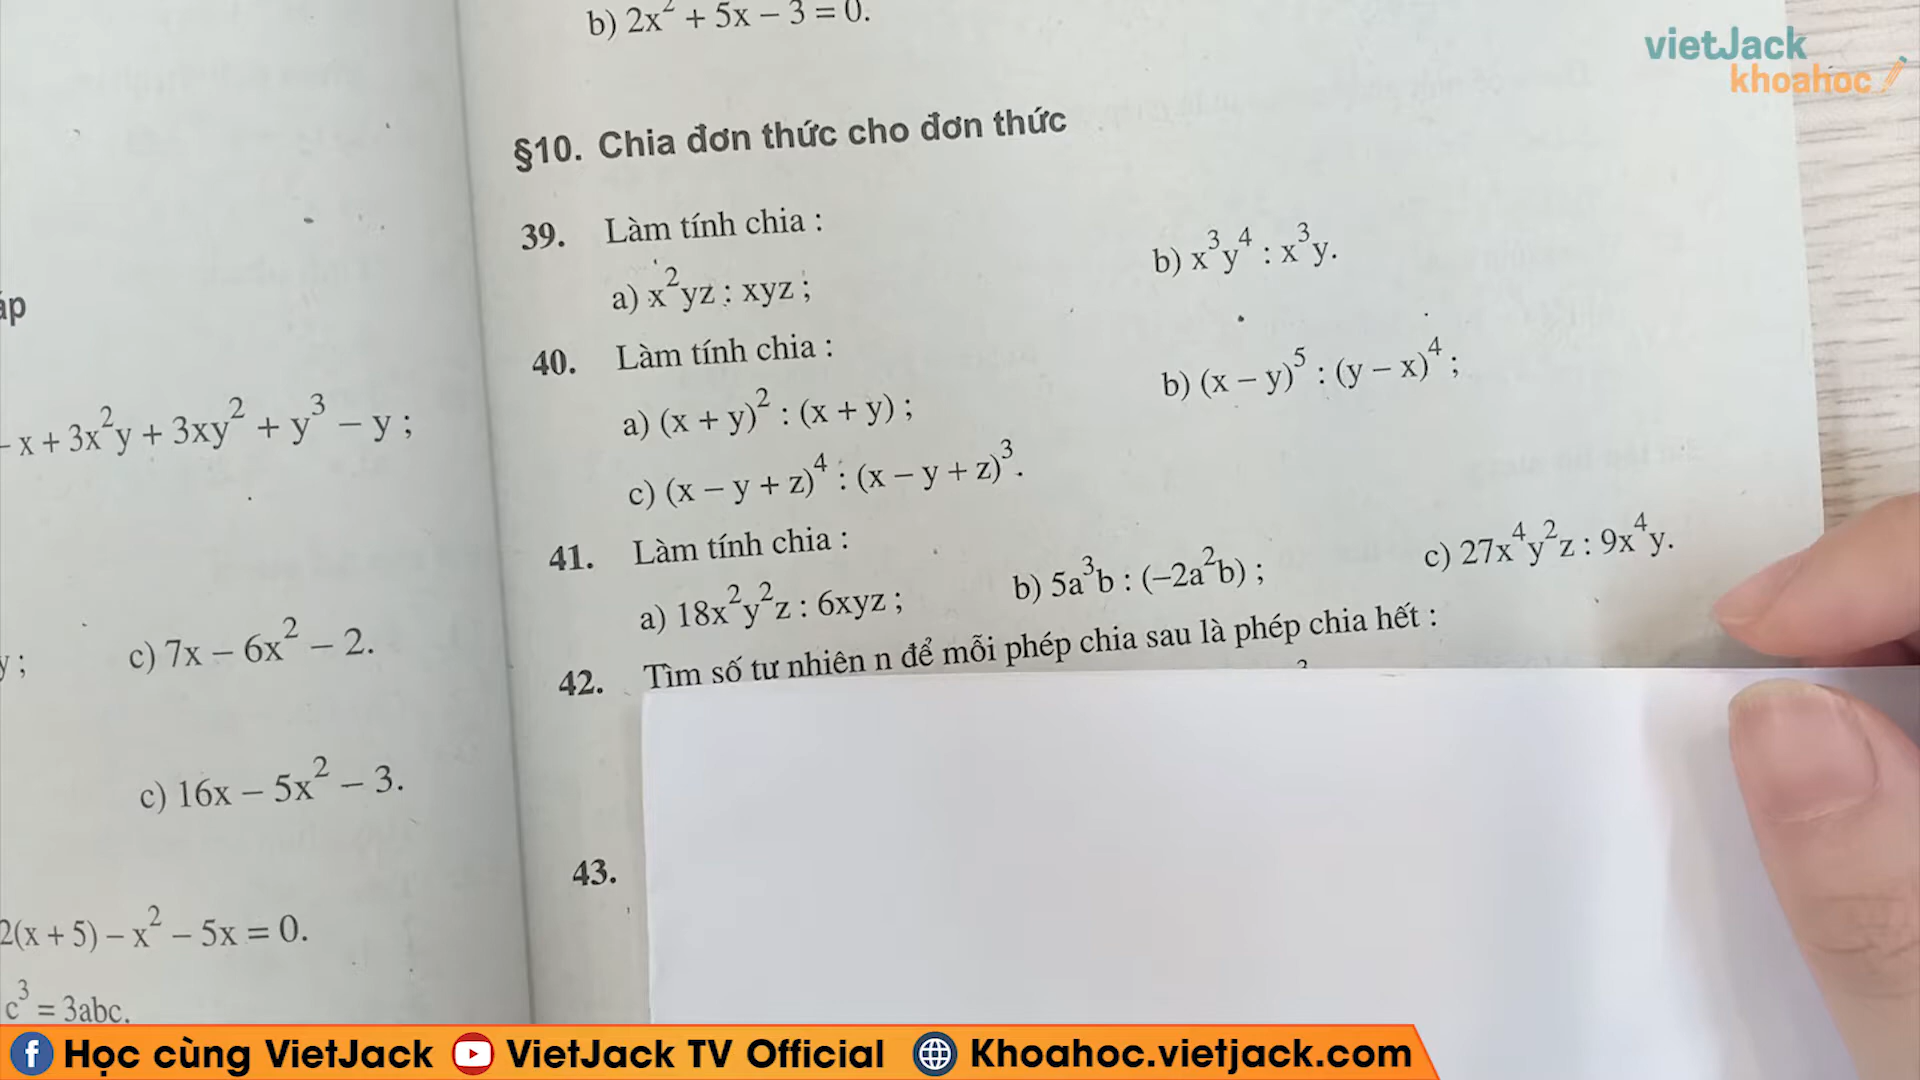 áp
– x + 3x²y + 3xy² + y³ – y ;
y ;
c) 7x – 6x² – 2.
c) 16x – 5x² – 3.
2(x + 5) – x² – 5x = 0.
c³ = 3abc.
b) 2x² + 5x – 3 = 0.
§10. Chia đơn thức cho đơn thức
39. Làm tính chia :
a) x²yz : xyz ; b) x³y⁴ : x³y.
40. Làm tính chia :
a) (x + y)² : (x + y) ; b) (x – y)⁵ : (y – x)⁴ ;
c) (x – y + z)⁴ : (x – y + z)³.
41. Làm tính chia :
a) 18x²y²z : 6xyz ; b) 5a³b : (–2a²b) ; c) 27x⁴y²z : 9x⁴y.
42. Tìm số tự nhiên n để mỗi phép chia sau là phép chia hết :
43.
vietJack
khoahoc
Học cùng VietJack VietJack TV Official Khoahoc.vietjack.com